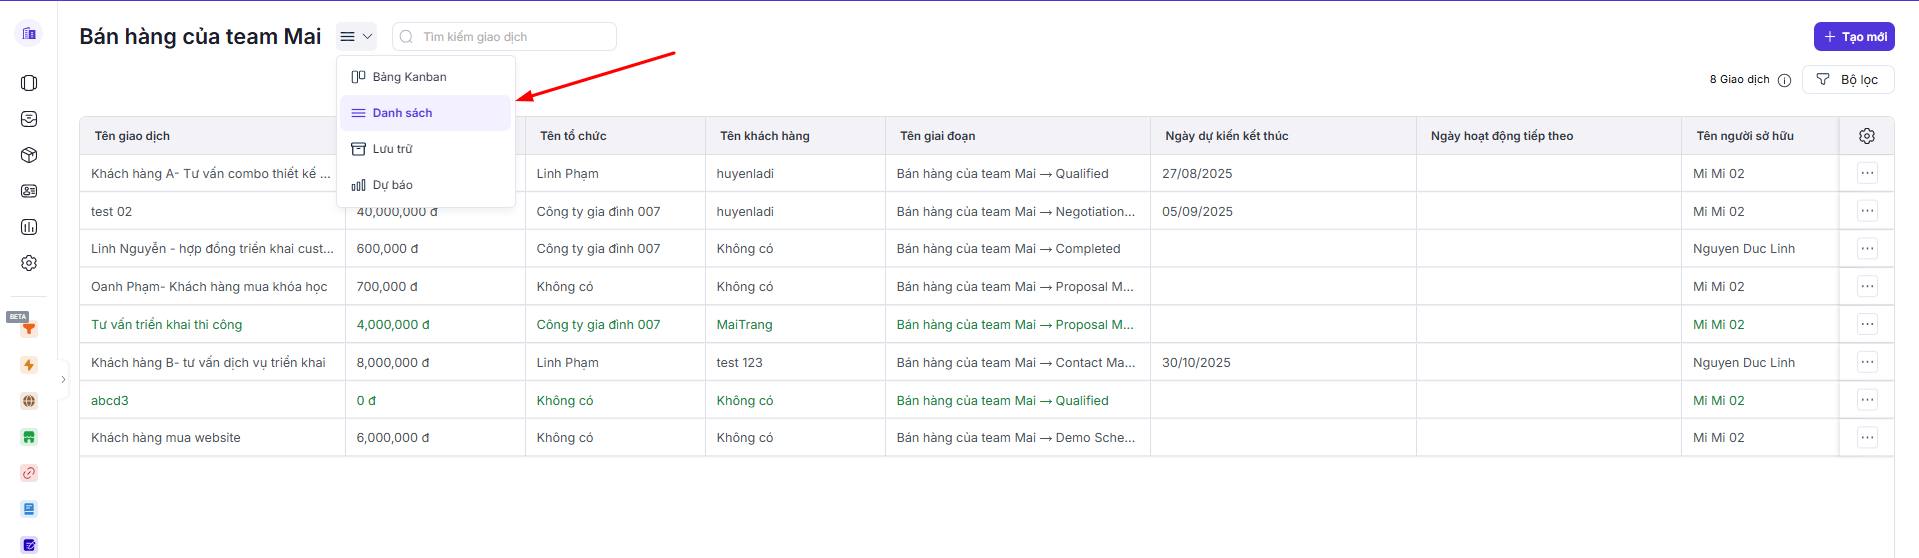 Bán hàng của team Mai
Tìm kiếm giao dịch
Tạo mới
Bảng Kanban
Danh sách
Lưu trữ
Dự báo
8 Giao dịch
Bộ lọc
Tên giao dịch Tên tổ chức Tên khách hàng Tên giai đoạn Ngày dự kiến kết thúc Ngày hoạt động tiếp theo Tên người sở hữu
Khách hàng A- Tư vấn combo thiết kế ... Linh Phạm huyenladi Bán hàng của team Mai → Qualified 27/08/2025 Mi Mi 02
test 02 40,000,000 đ Công ty gia đình 007 huyenladi Bán hàng của team Mai → Negotiation... 05/09/2025 Mi Mi 02
Linh Nguyễn - hợp đồng triển khai cust... 600,000 đ Công ty gia đình 007 Không có Bán hàng của team Mai → Completed Nguyen Duc Linh
Oanh Phạm- Khách hàng mua khóa học 700,000 đ Không có Không có Bán hàng của team Mai → Proposal M... Mi Mi 02
BETA
Tư vấn triển khai thi công 4,000,000 đ Công ty gia đình 007 MaiTrang Bán hàng của team Mai → Proposal M... Mi Mi 02
Khách hàng B- tư vấn dịch vụ triển khai 8,000,000 đ Linh Phạm test 123 Bán hàng của team Mai → Contact Ma... 30/10/2025 Nguyen Duc Linh
abcd3 0 đ Không có Không có Bán hàng của team Mai → Qualified Mi Mi 02
Khách hàng mua website 6,000,000 đ Không có Không có Bán hàng của team Mai → Demo Sche... Mi Mi 02